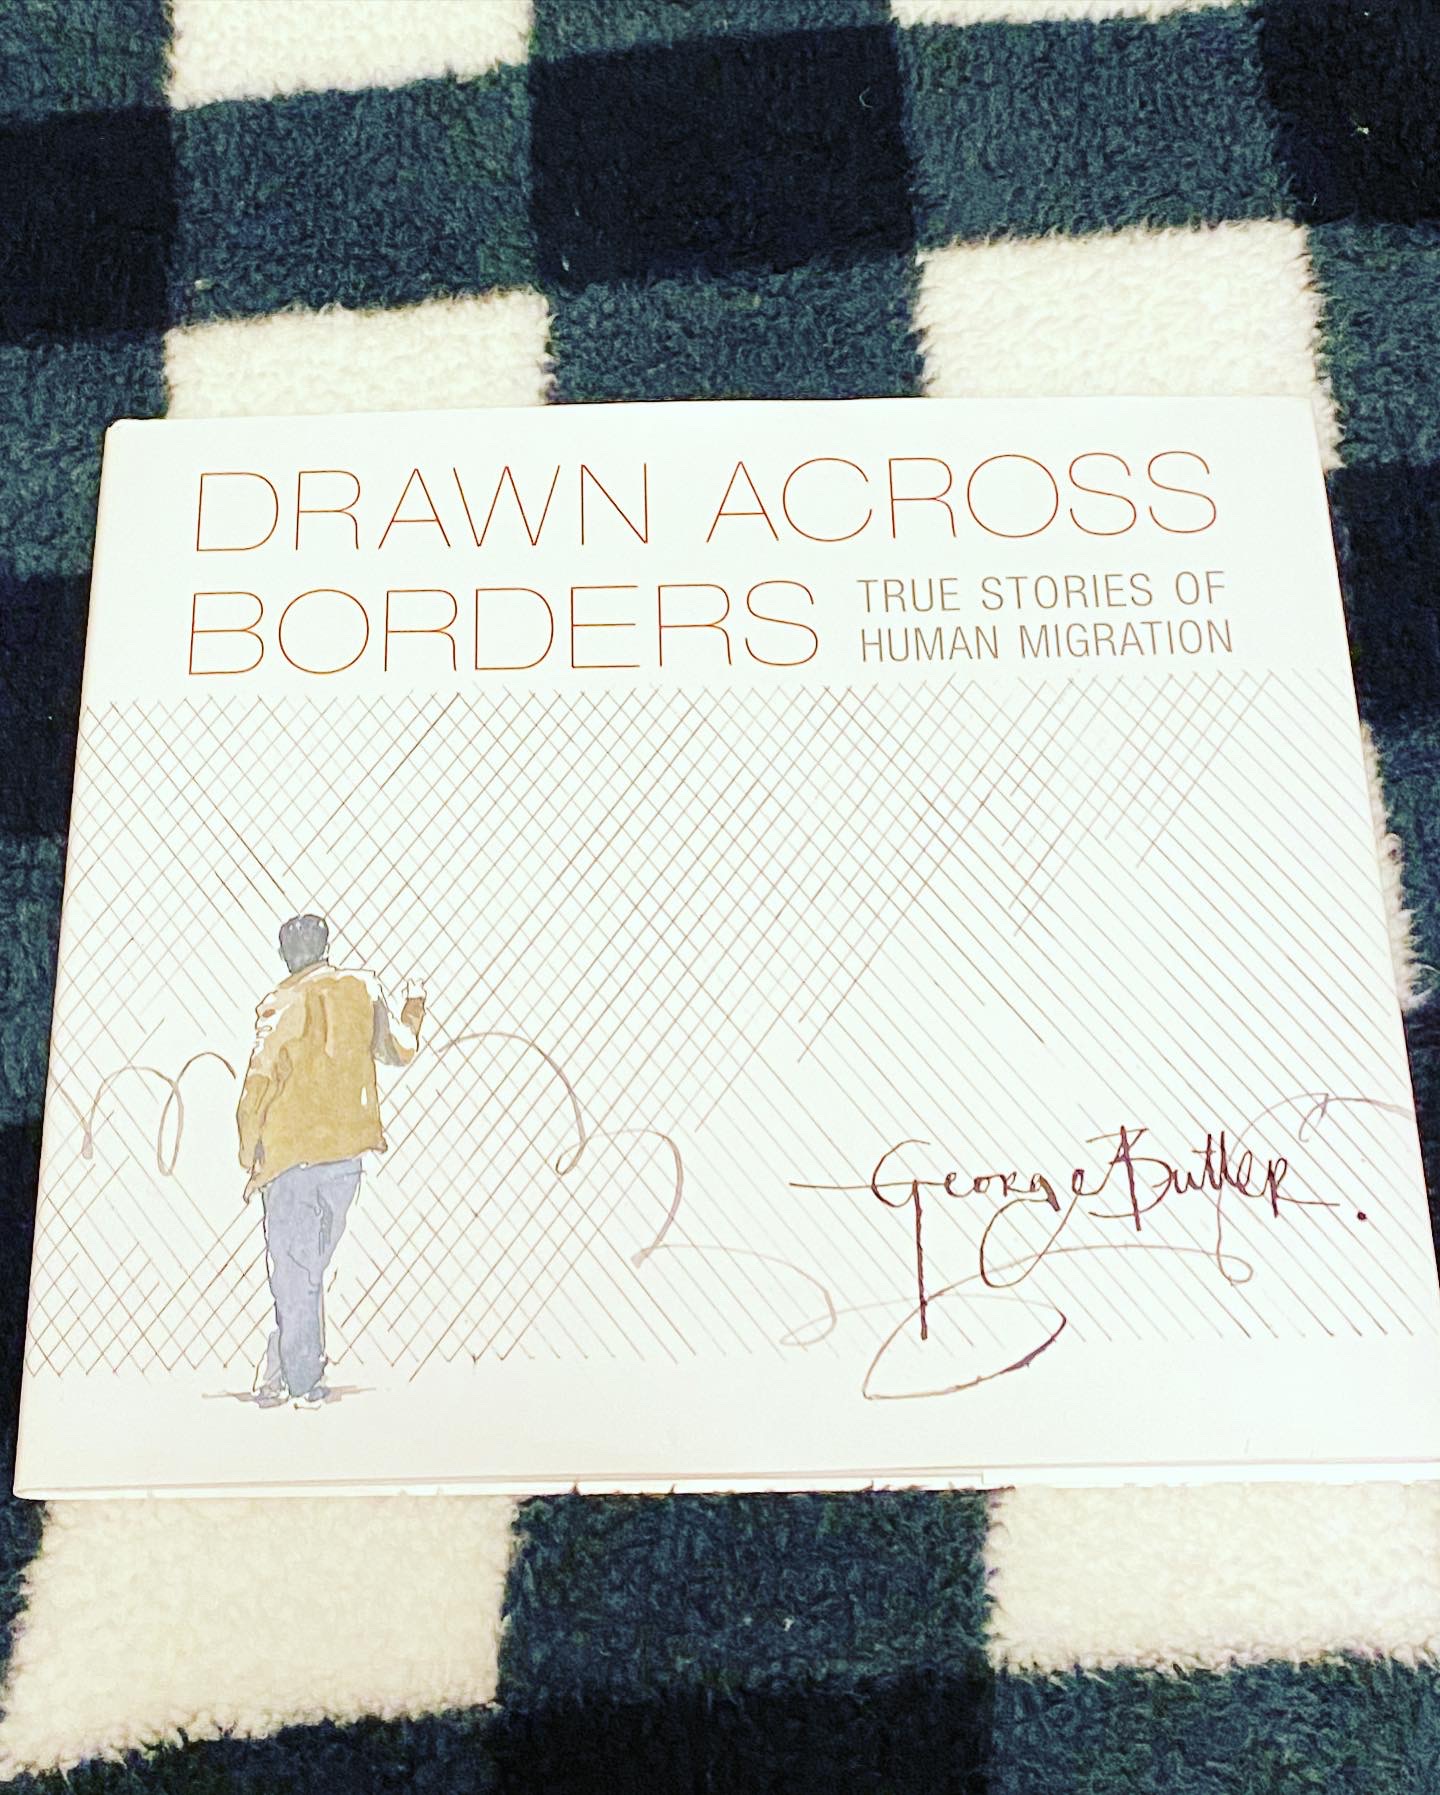 DRAWN ACROSS
BORDERS
TRUE STORIES OF
HUMAN MIGRATION
George Butler.